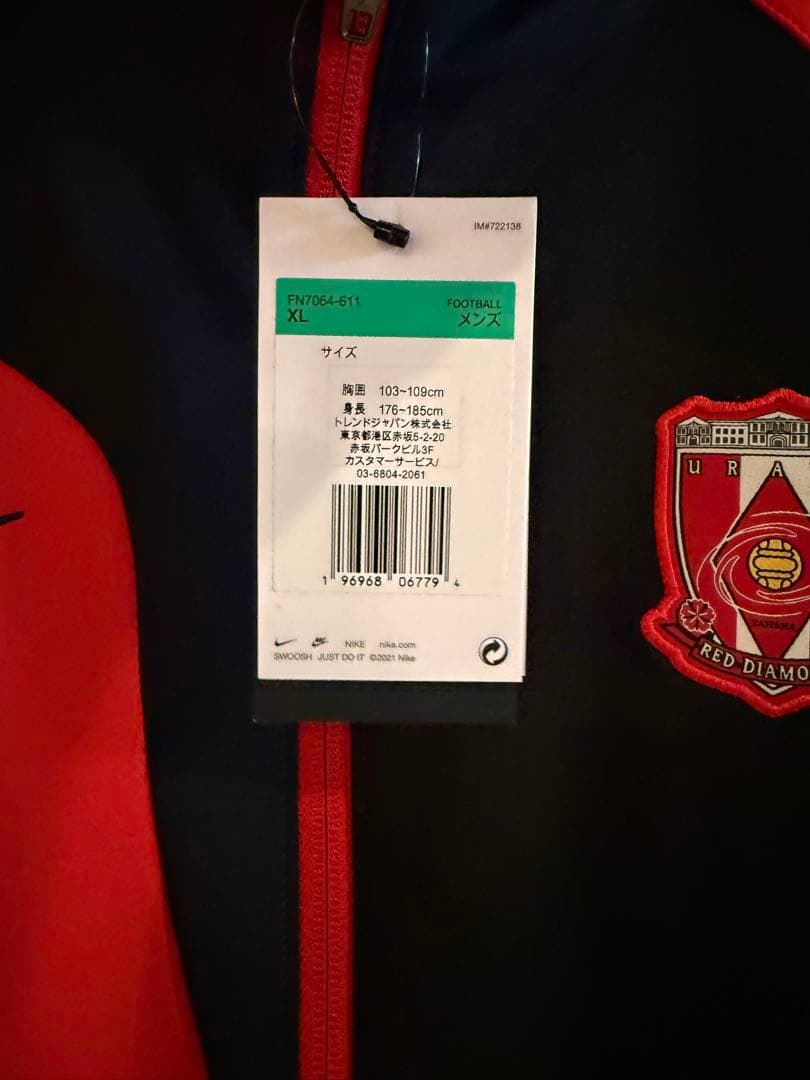 IM#722138
FN7064-611
FOOTBALL
XL
メンズ
サイズ
胸囲 103~109cm
身長 176~185cm
トレンドジャパン株式会社
東京都港区赤坂5-2-20
赤坂パークビル3F
カスタマーサービス/
03-6804-2061
1 96968 06779 4
NIKE nike.com
SWOOSH JUST DO IT ©2021 Nike
URA
SAITAMA
RED DIAMO